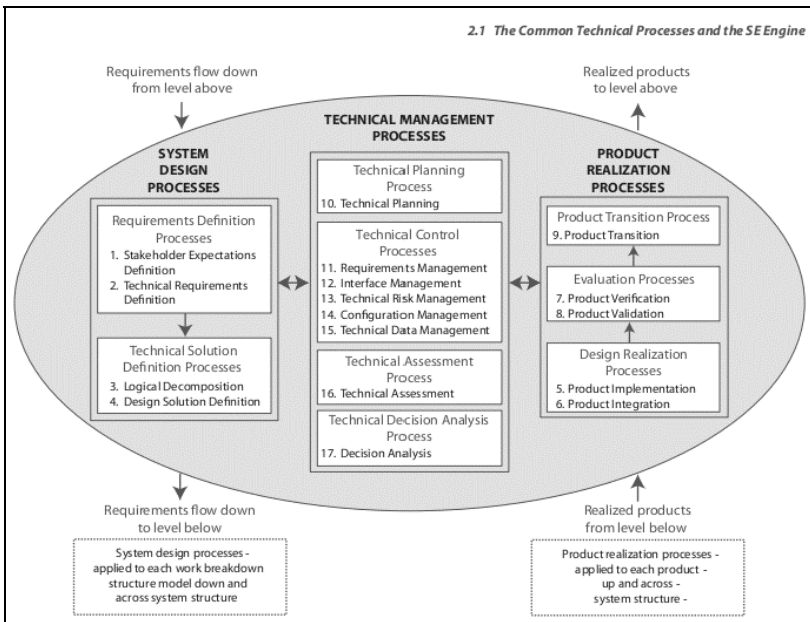 2.1 The Common Technical Processes and the SE Engine
Requirements flow down
from level above
Realized products
to level above
TECHNICAL MANAGEMENT
PROCESSES
SYSTEM
DESIGN
PROCESSES
Requirements Definition
Processes
1. Stakeholder Expectations
Definition
2. Technical Requirements
Definition
Technical Solution
Definition Processes
3. Logical Decomposition
4. Design Solution Definition
Technical Planning
Process
10. Technical Planning
Technical Control
Processes
11. Requirements Management
12. Interface Management
13. Technical Risk Management
14. Configuration Management
15. Technical Data Management
Technical Assessment
Process
16. Technical Assessment
Technical Decision Analysis
Process
17. Decision Analysis
PRODUCT
REALIZATION
PROCESSES
Product Transition Process
9. Product Transition
Evaluation Processes
7. Product Verification
8. Product Validation
Design Realization
Processes
5. Product Implementation
6. Product Integration
Requirements flow down
to level below
Realized products
from level below
System design processes -
applied to each work breakdown
structure model down and
across system structure
Product realization processes -
applied to each product -
up and across -
system structure -